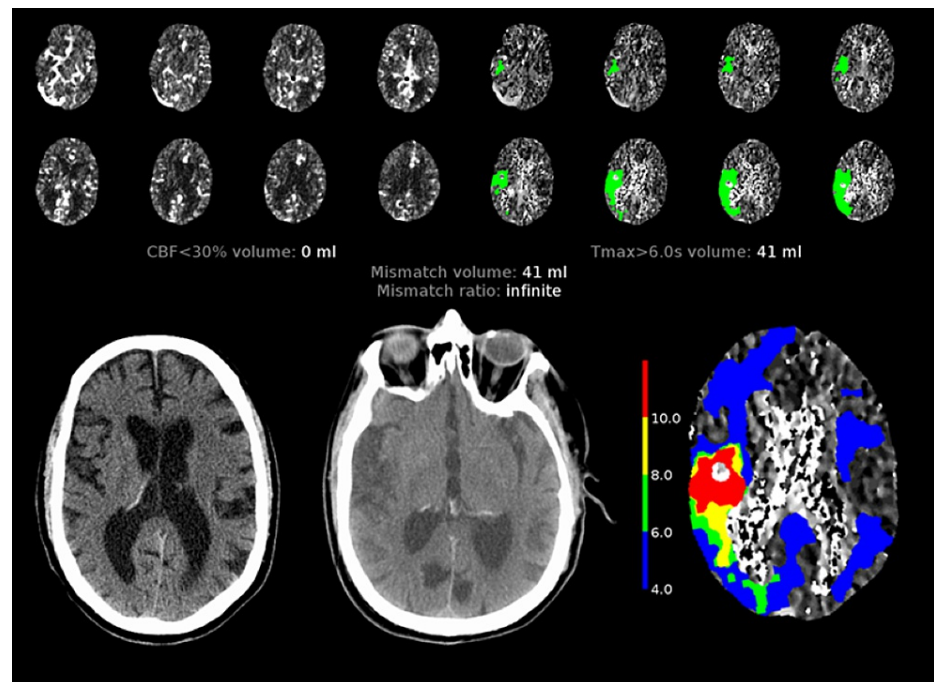 CBF<30% volume: 0 ml
Tmax>6.0s volume: 41 ml
Mismatch volume: 41 ml
Mismatch ratio: infinite
10.0
8.0
6.0
4.0